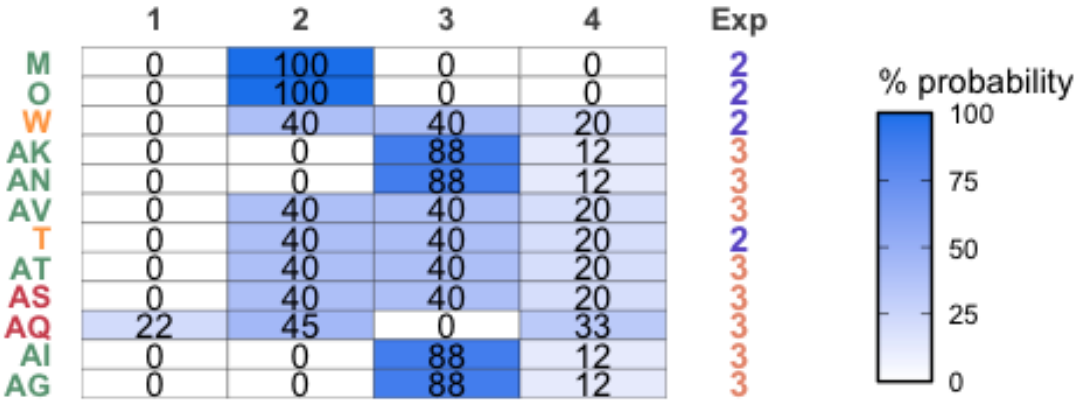 1 2 3 4 Exp
M 0 100 0 0 2
O 0 100 0 0 2
W 0 40 40 20 2
AK 0 0 88 12 3
AN 0 0 88 12 3
AV 0 40 40 20 3
T 0 40 40 20 2
AT 0 40 40 20 3
AS 0 40 40 20 3
AQ 22 45 0 33 3
AI 0 0 88 12 3
AG 0 0 88 12 3
% probability
100
75
50
25
0